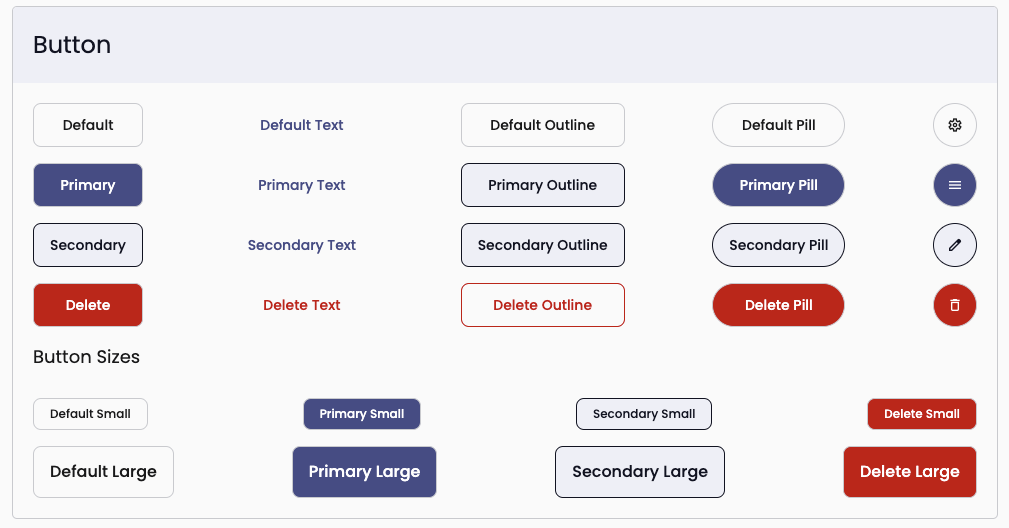 Button
Default Default Text Default Outline Default Pill
Primary Primary Text Primary Outline Primary Pill
Secondary Secondary Text Secondary Outline Secondary Pill
Delete Delete Text Delete Outline Delete Pill
Button Sizes
Default Small Primary Small Secondary Small Delete Small
Default Large Primary Large Secondary Large Delete Large